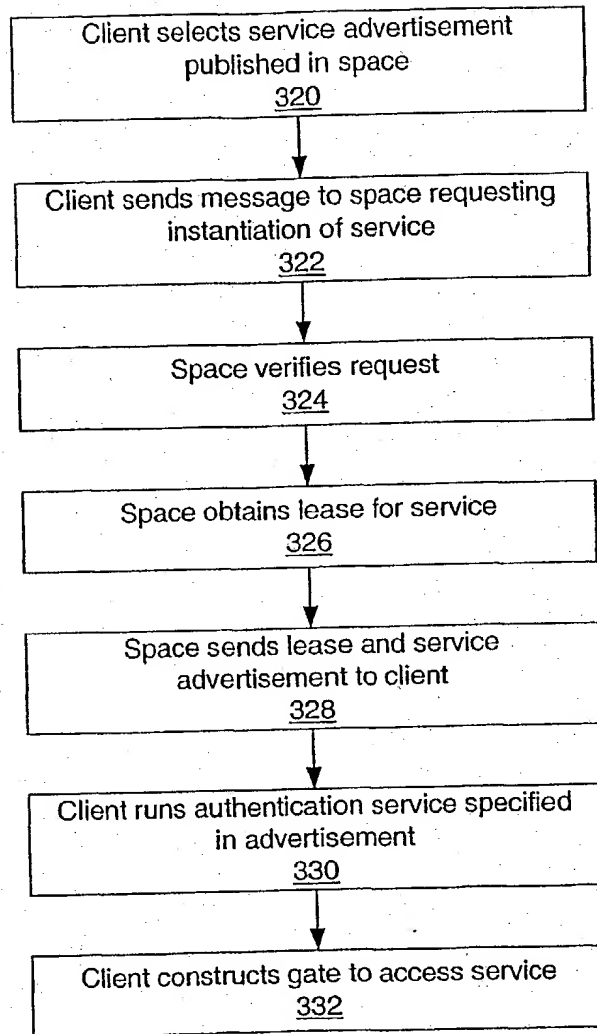 Client selects service advertisement
published in space
320
Client sends message to space requesting
instantiation of service
322
Space verifies request
324
Space obtains lease for service
326
Space sends lease and service
advertisement to client
328
Client runs authentication service specified
in advertisement
330
Client constructs gate to access service
332